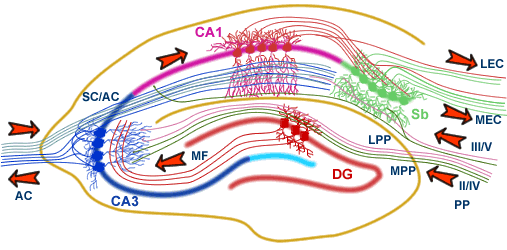 CA1
LEC
SC/AC
Sb
MEC
LPP
III/V
MF
MPP
DG
II/IV
AC
CA3
PP